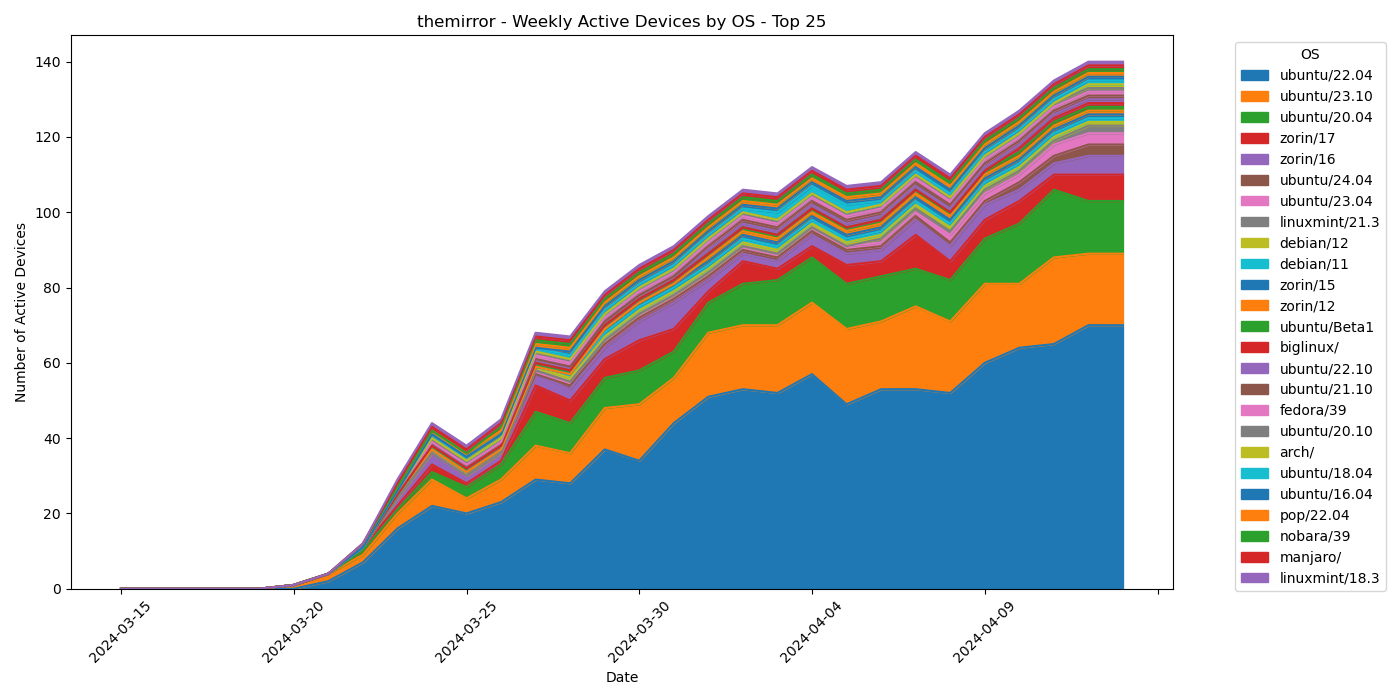 themirror - Weekly Active Devices by OS - Top 25
140
120
100
80
60
40
20
0
Number of Active Devices
2024-03-15
2024-03-20
2024-03-25
2024-03-30
2024-04-04
2024-04-09
Date
OS
ubuntu/22.04
ubuntu/23.10
ubuntu/20.04
zorin/17
zorin/16
ubuntu/24.04
ubuntu/23.04
linuxmint/21.3
debian/12
debian/11
zorin/15
zorin/12
ubuntu/Beta1
biglinux/
ubuntu/22.10
ubuntu/21.10
fedora/39
ubuntu/20.10
arch/
ubuntu/18.04
ubuntu/16.04
pop/22.04
nobara/39
manjaro/
linuxmint/18.3